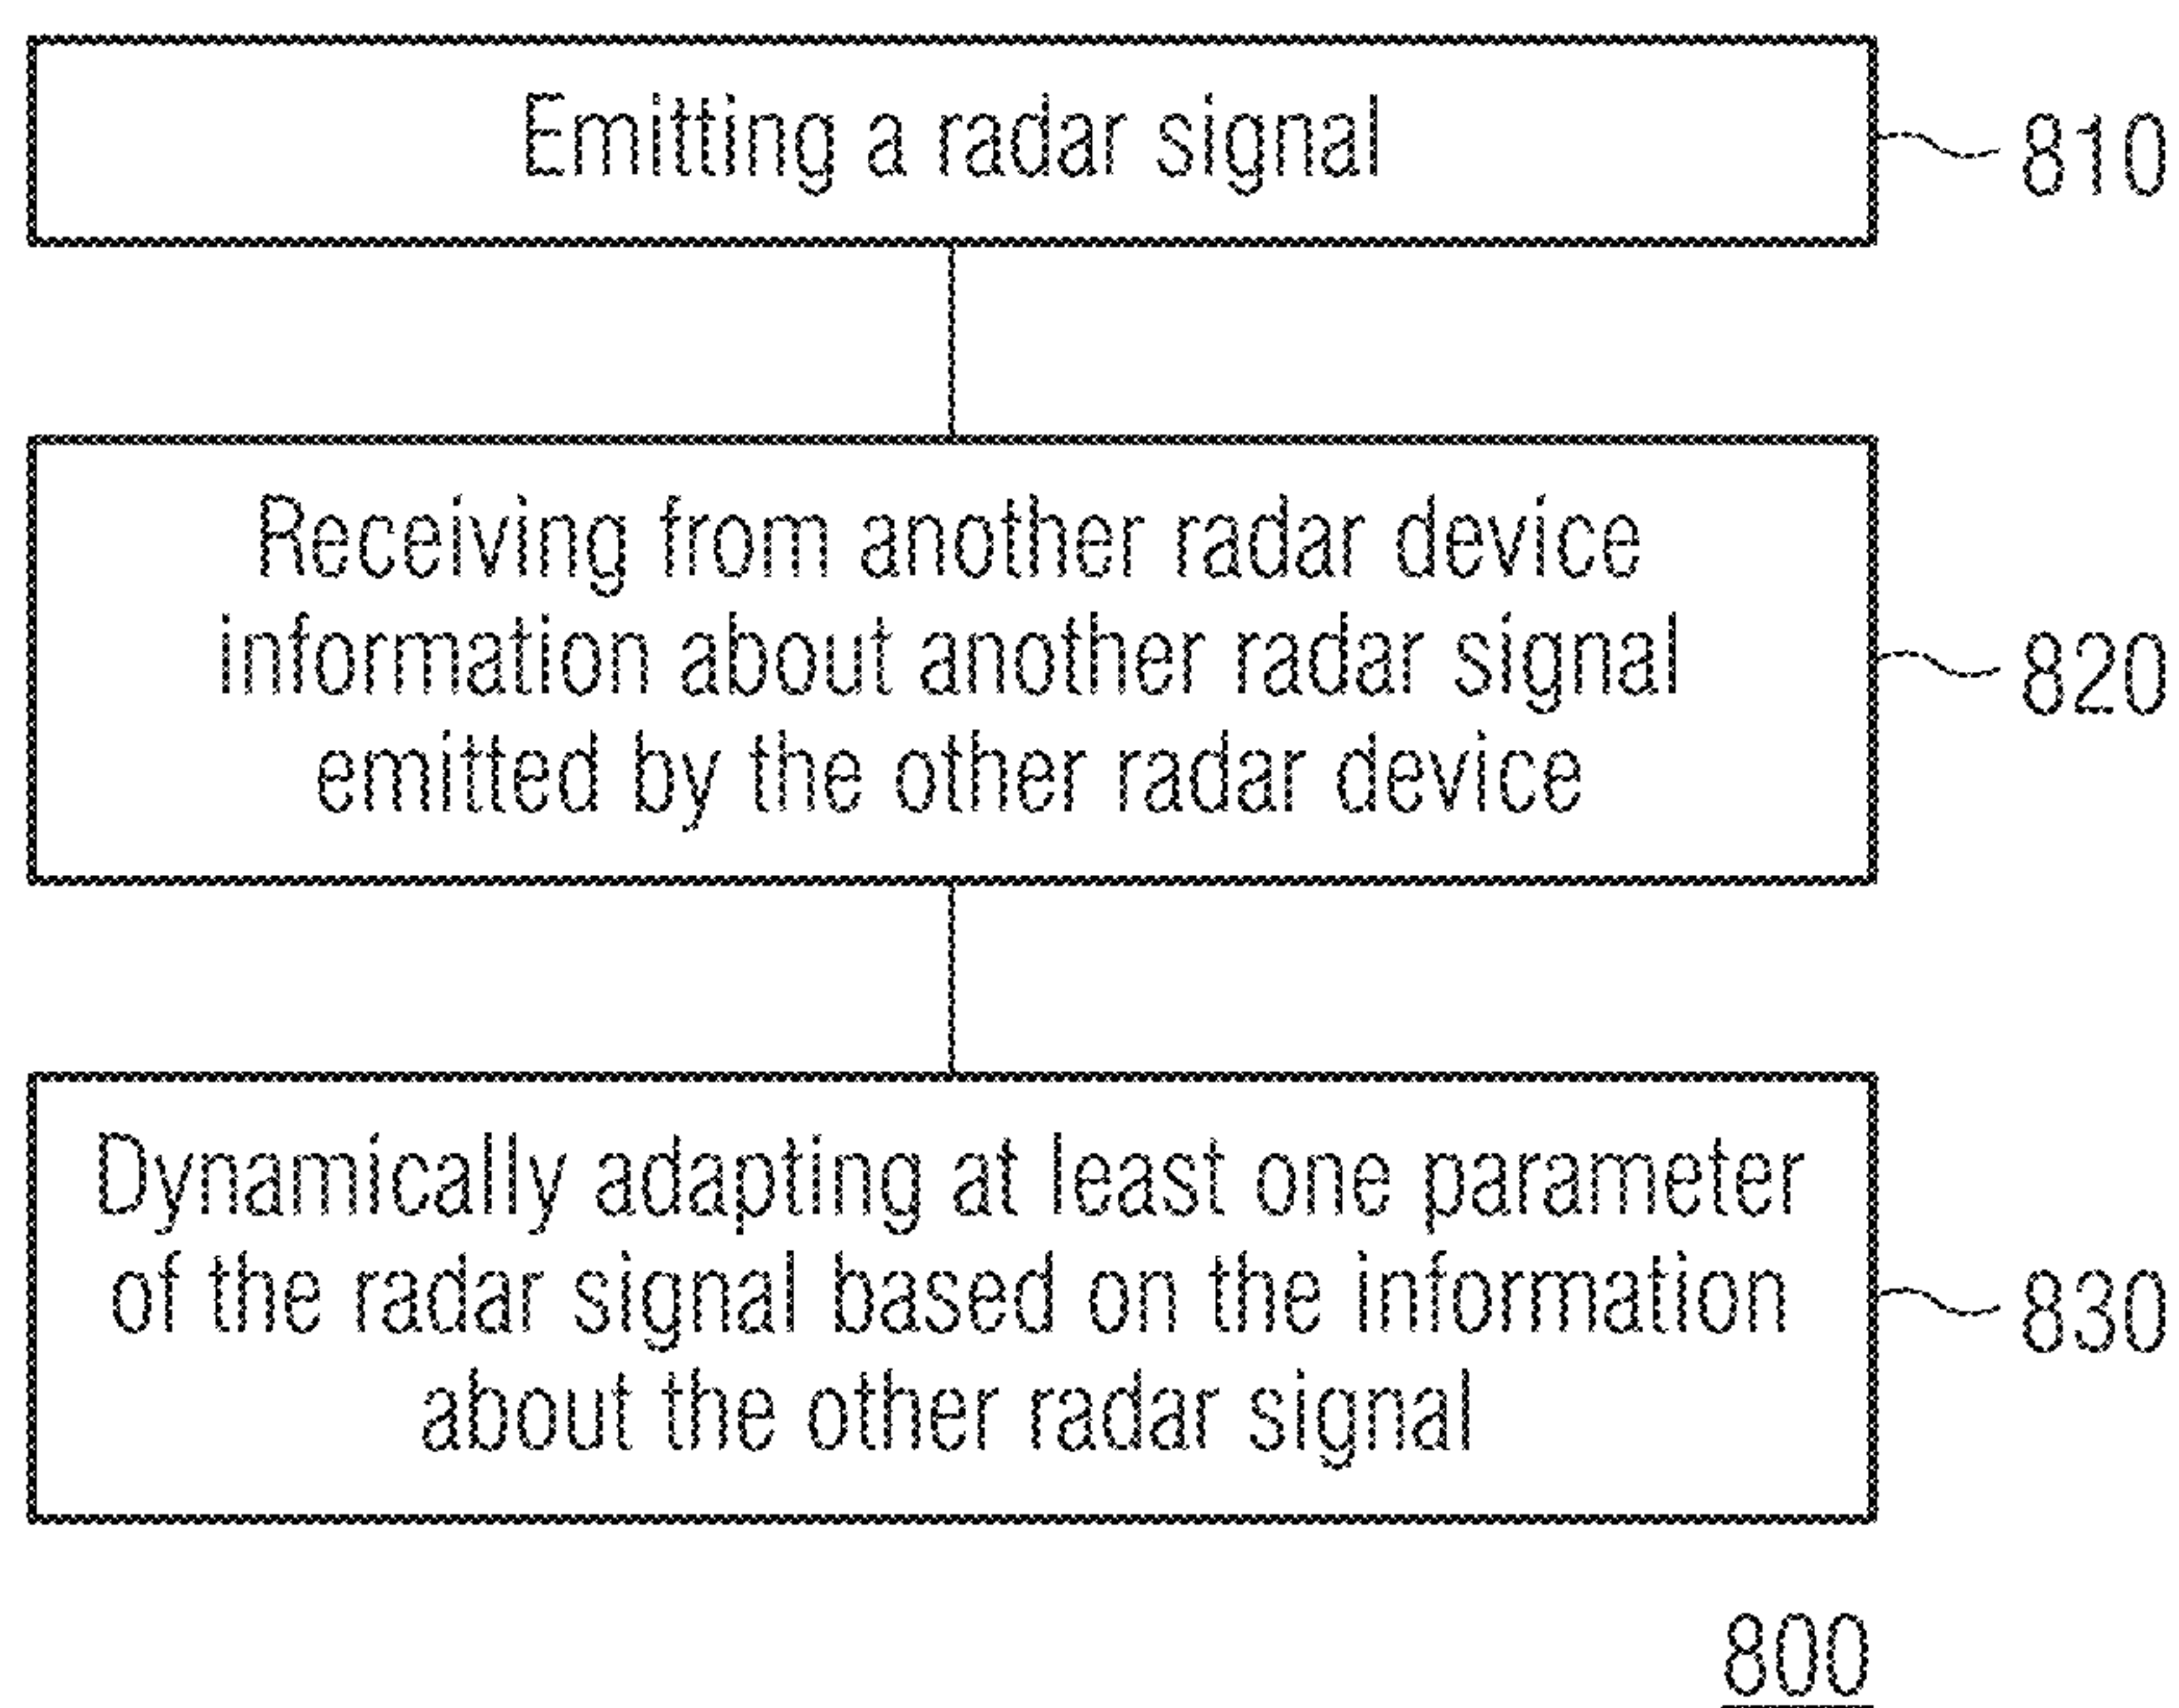 Emitting a radar signal
810
Receiving from another radar device
information about another radar signal
emitted by the other radar device
820
Dynamically adapting at least one parameter
of the radar signal based on the information
about the other radar signal
830
800